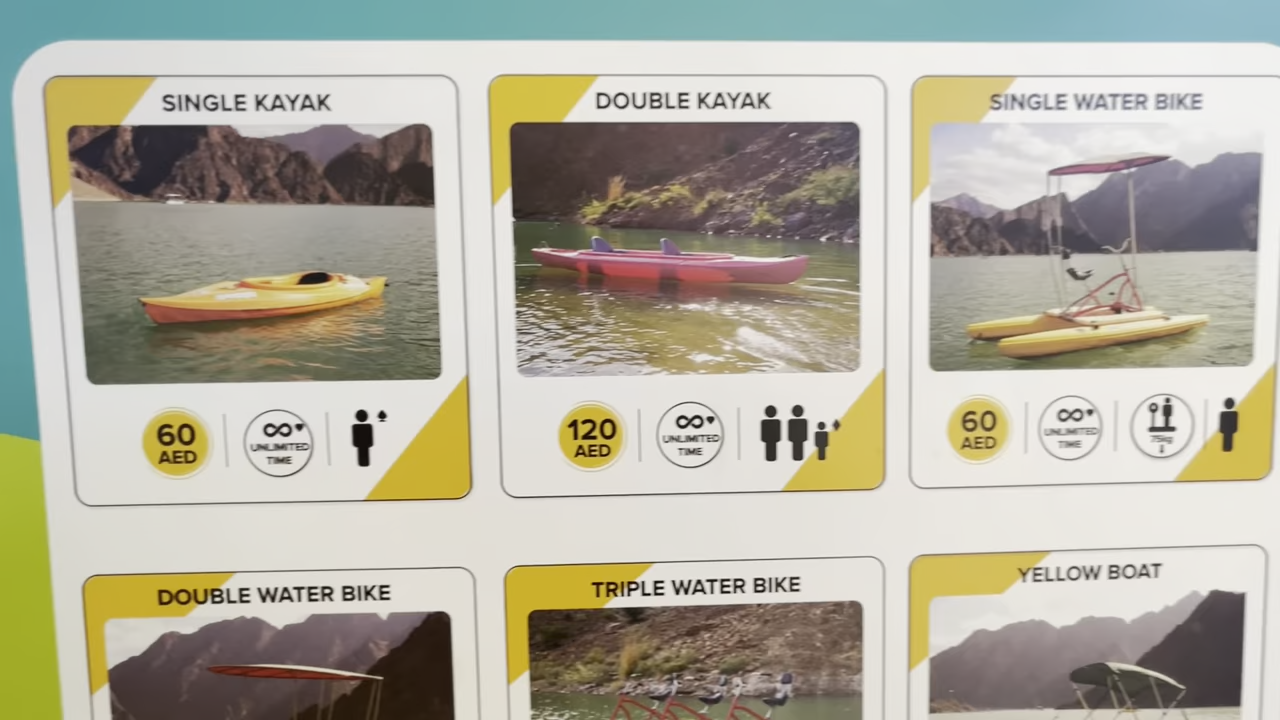 SINGLE KAYAK
DOUBLE KAYAK
SINGLE WATER BIKE
60
AED
UNLIMITED
TIME
120
AED
UNLIMITED
TIME
60
AED
UNLIMITED
TIME
75kg
DOUBLE WATER BIKE
TRIPLE WATER BIKE
YELLOW BOAT